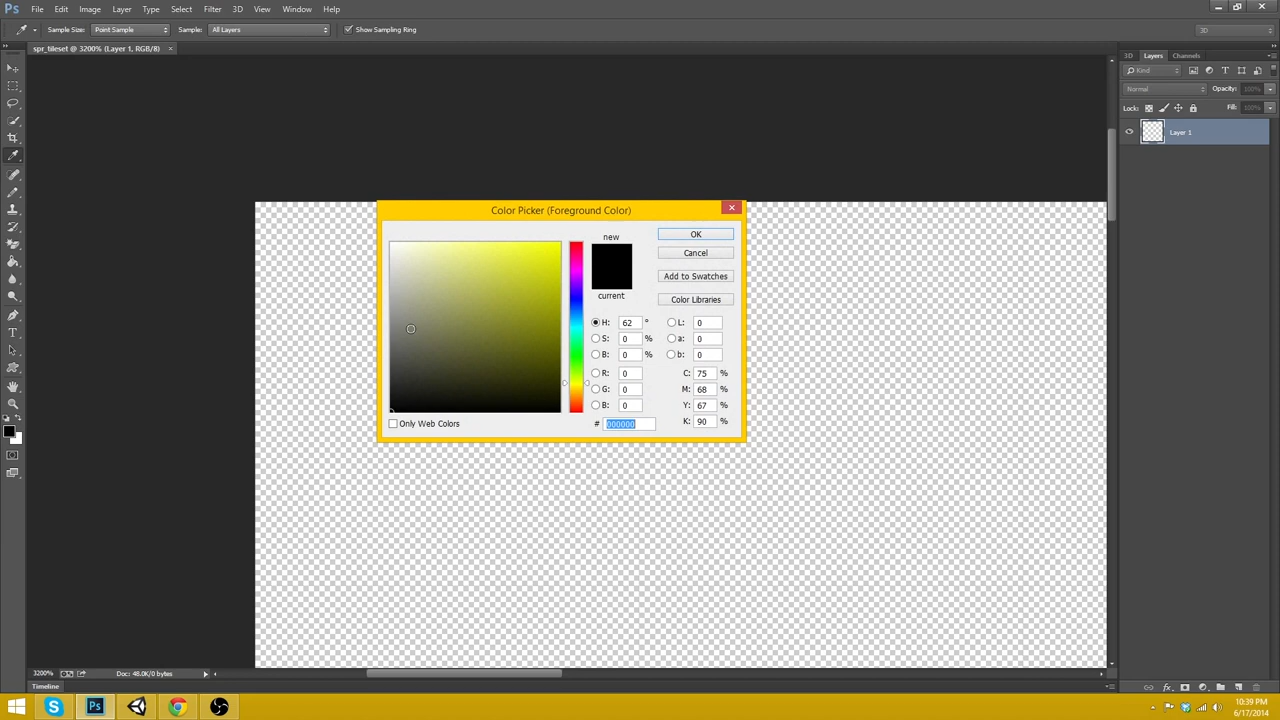 Ps File Edit Image Layer Type Select Filter 3D View Window Help
Sample Size: Point Sample Sample: All Layers Show Sampling Ring 3D
spr_tileset @ 3200% (Layer 1, RGB/8) ×
3D Layers Channels
Kind
Normal Opacity: 100%
Lock: Fill: 100%
Layer 1
Color Picker (Foreground Color)
new
current
OK
Cancel
Add to Swatches
Color Libraries
H: 62 ° L: 0
S: 0 % a: 0
B: 0 % b: 0
R: 0 C: 75 %
G: 0 M: 68 %
B: 0 Y: 67 %
# 000000 K: 90 %
Only Web Colors
3200% Doc: 48.0K/0 bytes
Timeline
Ps
10:39 PM
6/17/2014